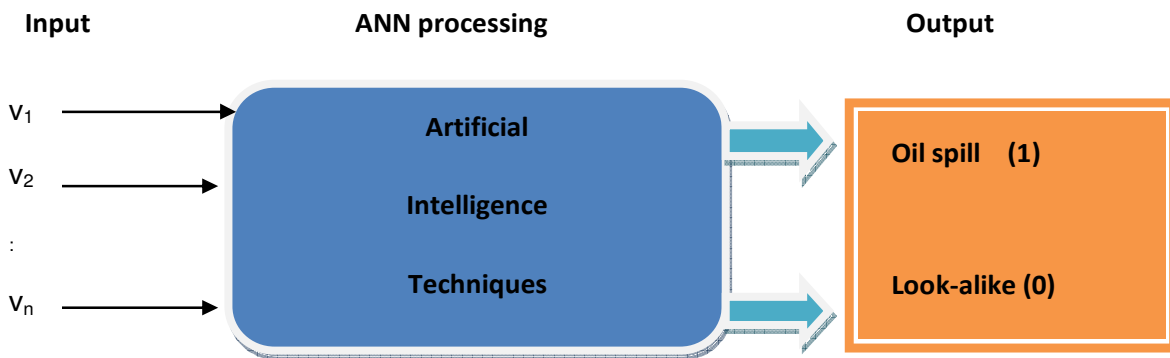 Input ANN processing Output
v1
v2
:
vn
Artificial
Intelligence
Techniques
Oil spill (1)
Look-alike (0)